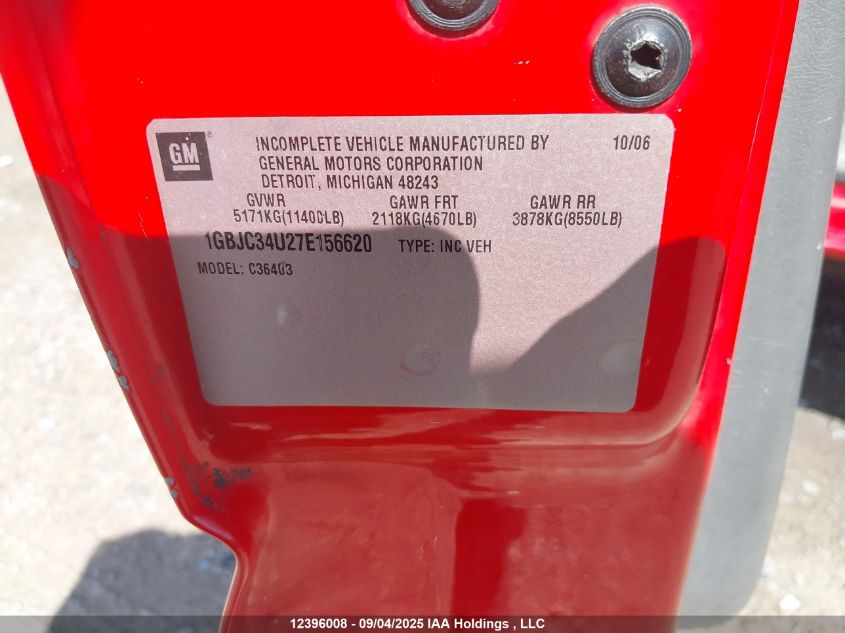 GM
INCOMPLETE VEHICLE MANUFACTURED BY 10/06
GENERAL MOTORS CORPORATION
DETROIT, MICHIGAN 48243
GVWR GAWR FRT GAWR RR
5171KG(11400LB) 2118KG(4670LB) 3878KG(8550LB)
1GBJC34U27E156620 TYPE: INC VEH
MODEL: C36403
12396008 - 09/04/2025 IAA Holdings , LLC